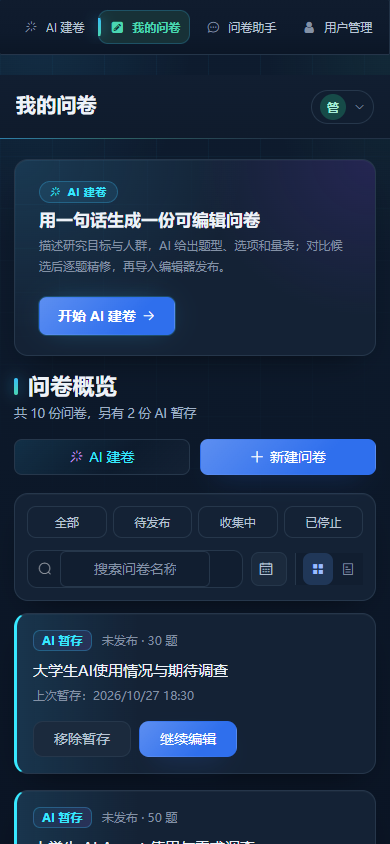 AI 建卷
我的问卷
问卷助手
用户管理
我的问卷
管
AI 建卷
用一句话生成一份可编辑问卷
描述研究目标与人群，AI 给出题型、选项和量表；对比候
选后逐题精修，再导入编辑器发布。
开始 AI 建卷 →
问卷概览
共 10 份问卷，另有 2 份 AI 暂存
AI 建卷
＋ 新建问卷
全部
待发布
收集中
已停止
搜索问卷名称
AI 暂存
未发布 · 30 题
大学生AI使用情况与期待调查
上次暂存：2026/10/27 18:30
移除暂存
继续编辑
AI 暂存
未发布 · 50 题